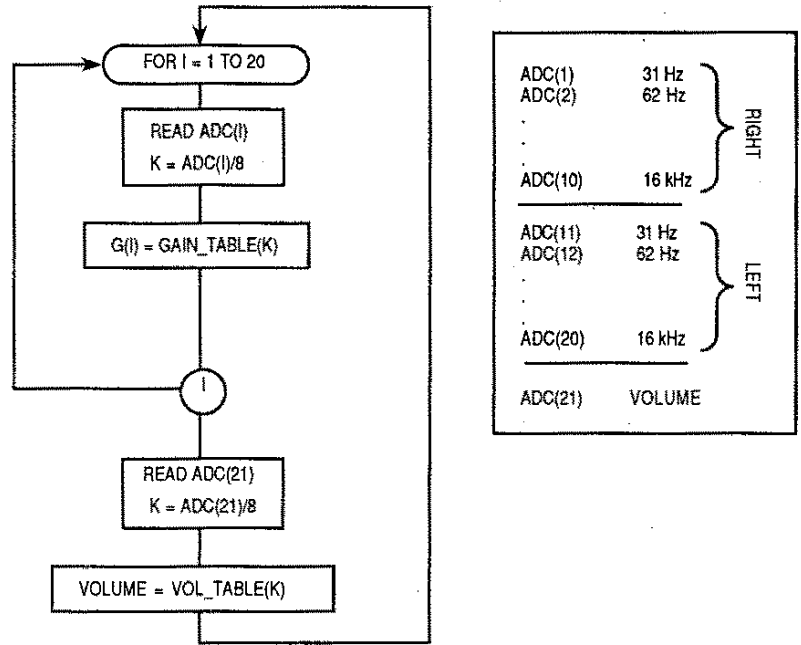 FOR I = 1 TO 20
READ ADC(I)
K = ADC(I)/8
G(I) = GAIN_TABLE(K)
I
READ ADC(21)
K = ADC(21)/8
VOLUME = VOL_TABLE(K)
ADC(1) 31 Hz
ADC(2) 62 Hz
.
.
.
ADC(10) 16 kHz
RIGHT
ADC(11) 31 Hz
ADC(12) 62 Hz
.
.
.
ADC(20) 16 kHz
LEFT
ADC(21) VOLUME